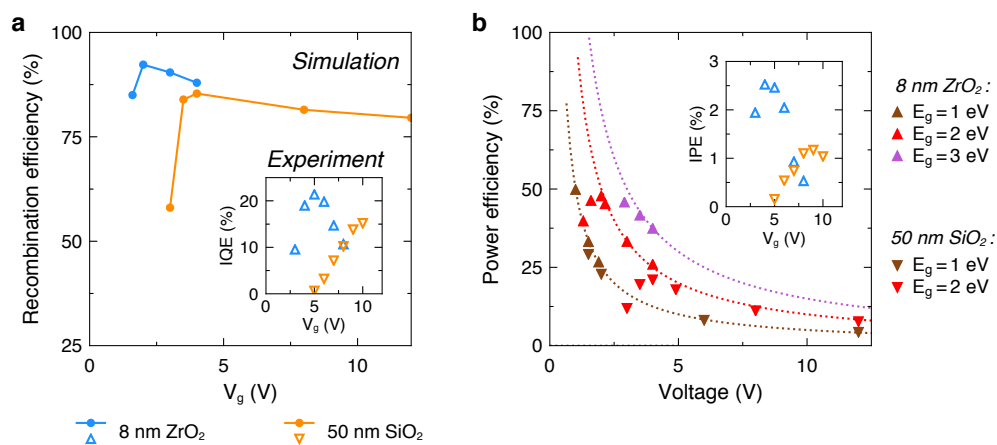 a
Recombination efficiency (%)
100
75
50
25
Simulation
Experiment
IQE (%)
20
10
0
0
5
10
V_g (V)
0
5
10
V_g (V)
8 nm ZrO₂
50 nm SiO₂
b
Power efficiency (%)
100
75
50
25
0
IPE (%)
3
2
1
0
0
5
10
V_g (V)
0
5
10
Voltage (V)
8 nm ZrO₂:
E_g = 1 eV
E_g = 2 eV
E_g = 3 eV
50 nm SiO₂:
E_g = 1 eV
E_g = 2 eV